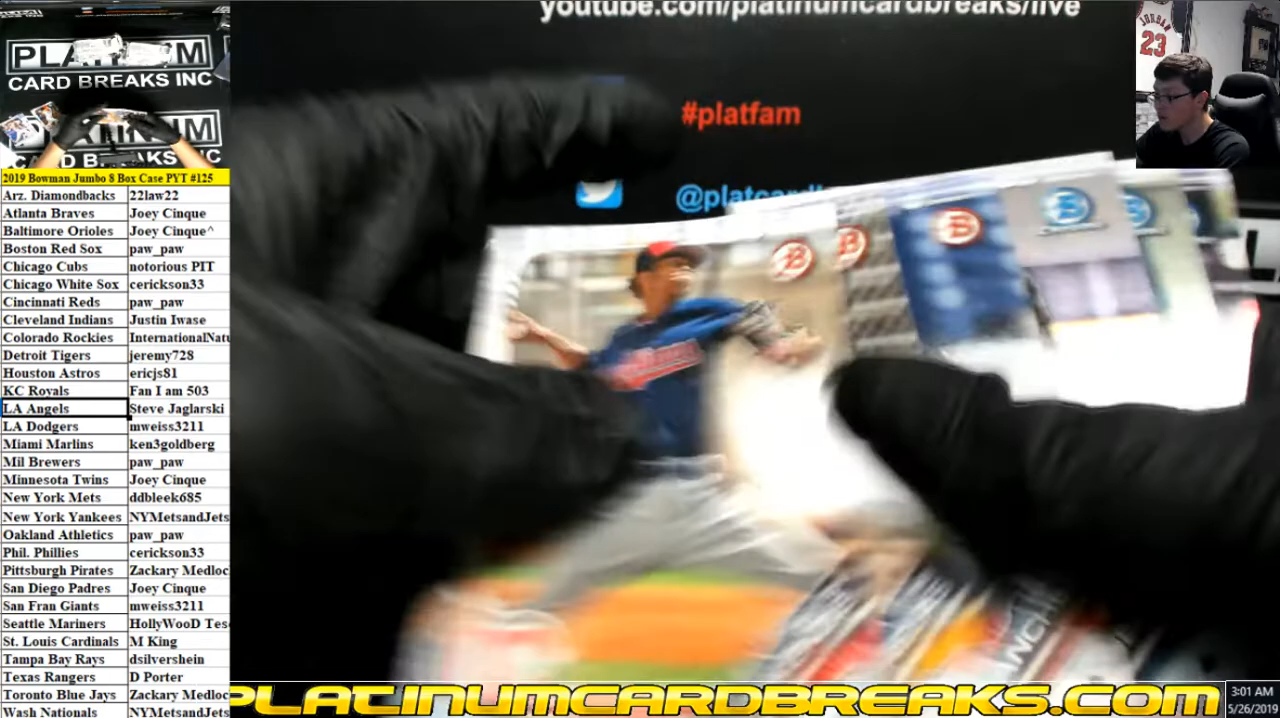 youtube.com/platinumcardbreaks/live
#platfam
JORDAN
23
CARD BREAKS INC
CARD BREAKS INC
2019 Bowman Jumbo 8 Box Case PYT #125
Arz. Diamondbacks 22law22
Atlanta Braves Joey Cinque
Baltimore Orioles Joey Cinque^
Boston Red Sox paw_paw
Chicago Cubs notorious PIT
Chicago White Sox cerickson33
Cincinnati Reds paw_paw
Cleveland Indians Justin Iwase
Colorado Rockies InternationalNatu
Detroit Tigers jeremy728
Houston Astros ericjs81
KC Royals Fan I am 503
LA Angels Steve Jaglarski
LA Dodgers mweiss3211
Miami Marlins ken3goldberg
Mil Brewers paw_paw
Minnesota Twins Joey Cinque
New York Mets ddbleek685
New York Yankees NYMetsandJets
Oakland Athletics paw_paw
Phil. Phillies cerickson33
Pittsburgh Pirates Zackary Medloc
San Diego Padres Joey Cinque
San Fran Giants mweiss3211
Seattle Mariners HollyWooD Tes
St. Louis Cardinals M King
Tampa Bay Rays dsilvershein
Texas Rangers D Porter
Toronto Blue Jays Zackary Medloc
Wash Nationals NYMetsandJets
PLATINUMCARDBREAKS.COM
3:01 AM
5/26/2019